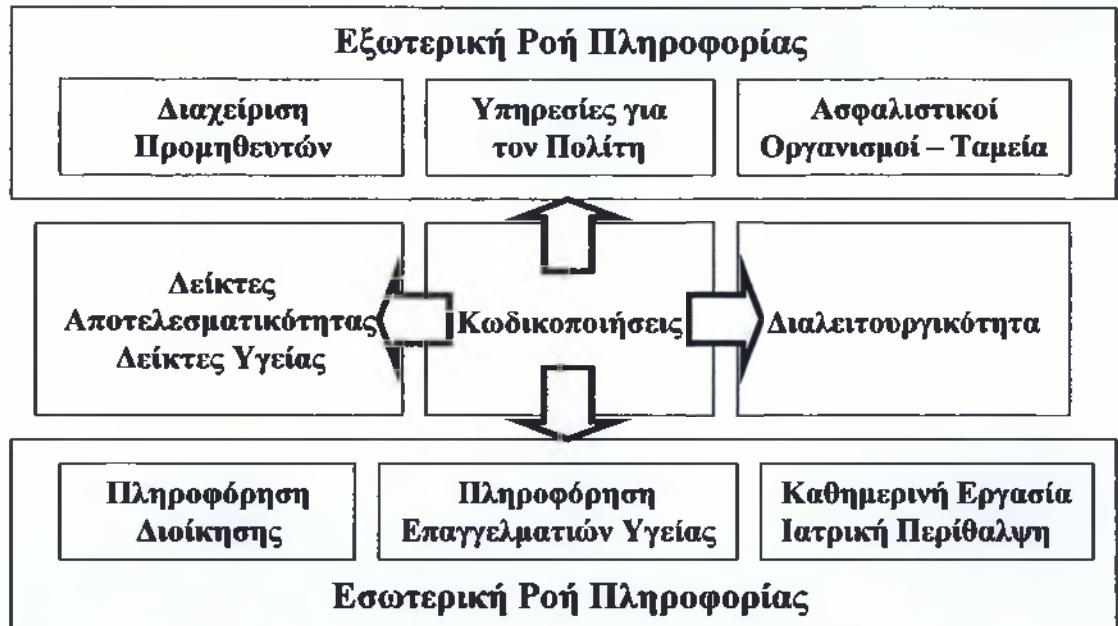 Εξωτερική Ροή Πληροφορίας
Διαχείριση
Προμηθευτών
Υπηρεσίες για
τον Πολίτη
Ασφαλιστικοί
Οργανισμοί – Ταμεία
Δείκτες
Αποτελεσματικότητας
Δείκτες Υγείας
Κωδικοποιήσεις
Διαλειτουργικότητα
Πληροφόρηση
Διοίκησης
Πληροφόρηση
Επαγγελματιών Υγείας
Καθημερινή Εργασία
Ιατρική Περίθαλψη
Εσωτερική Ροή Πληροφορίας